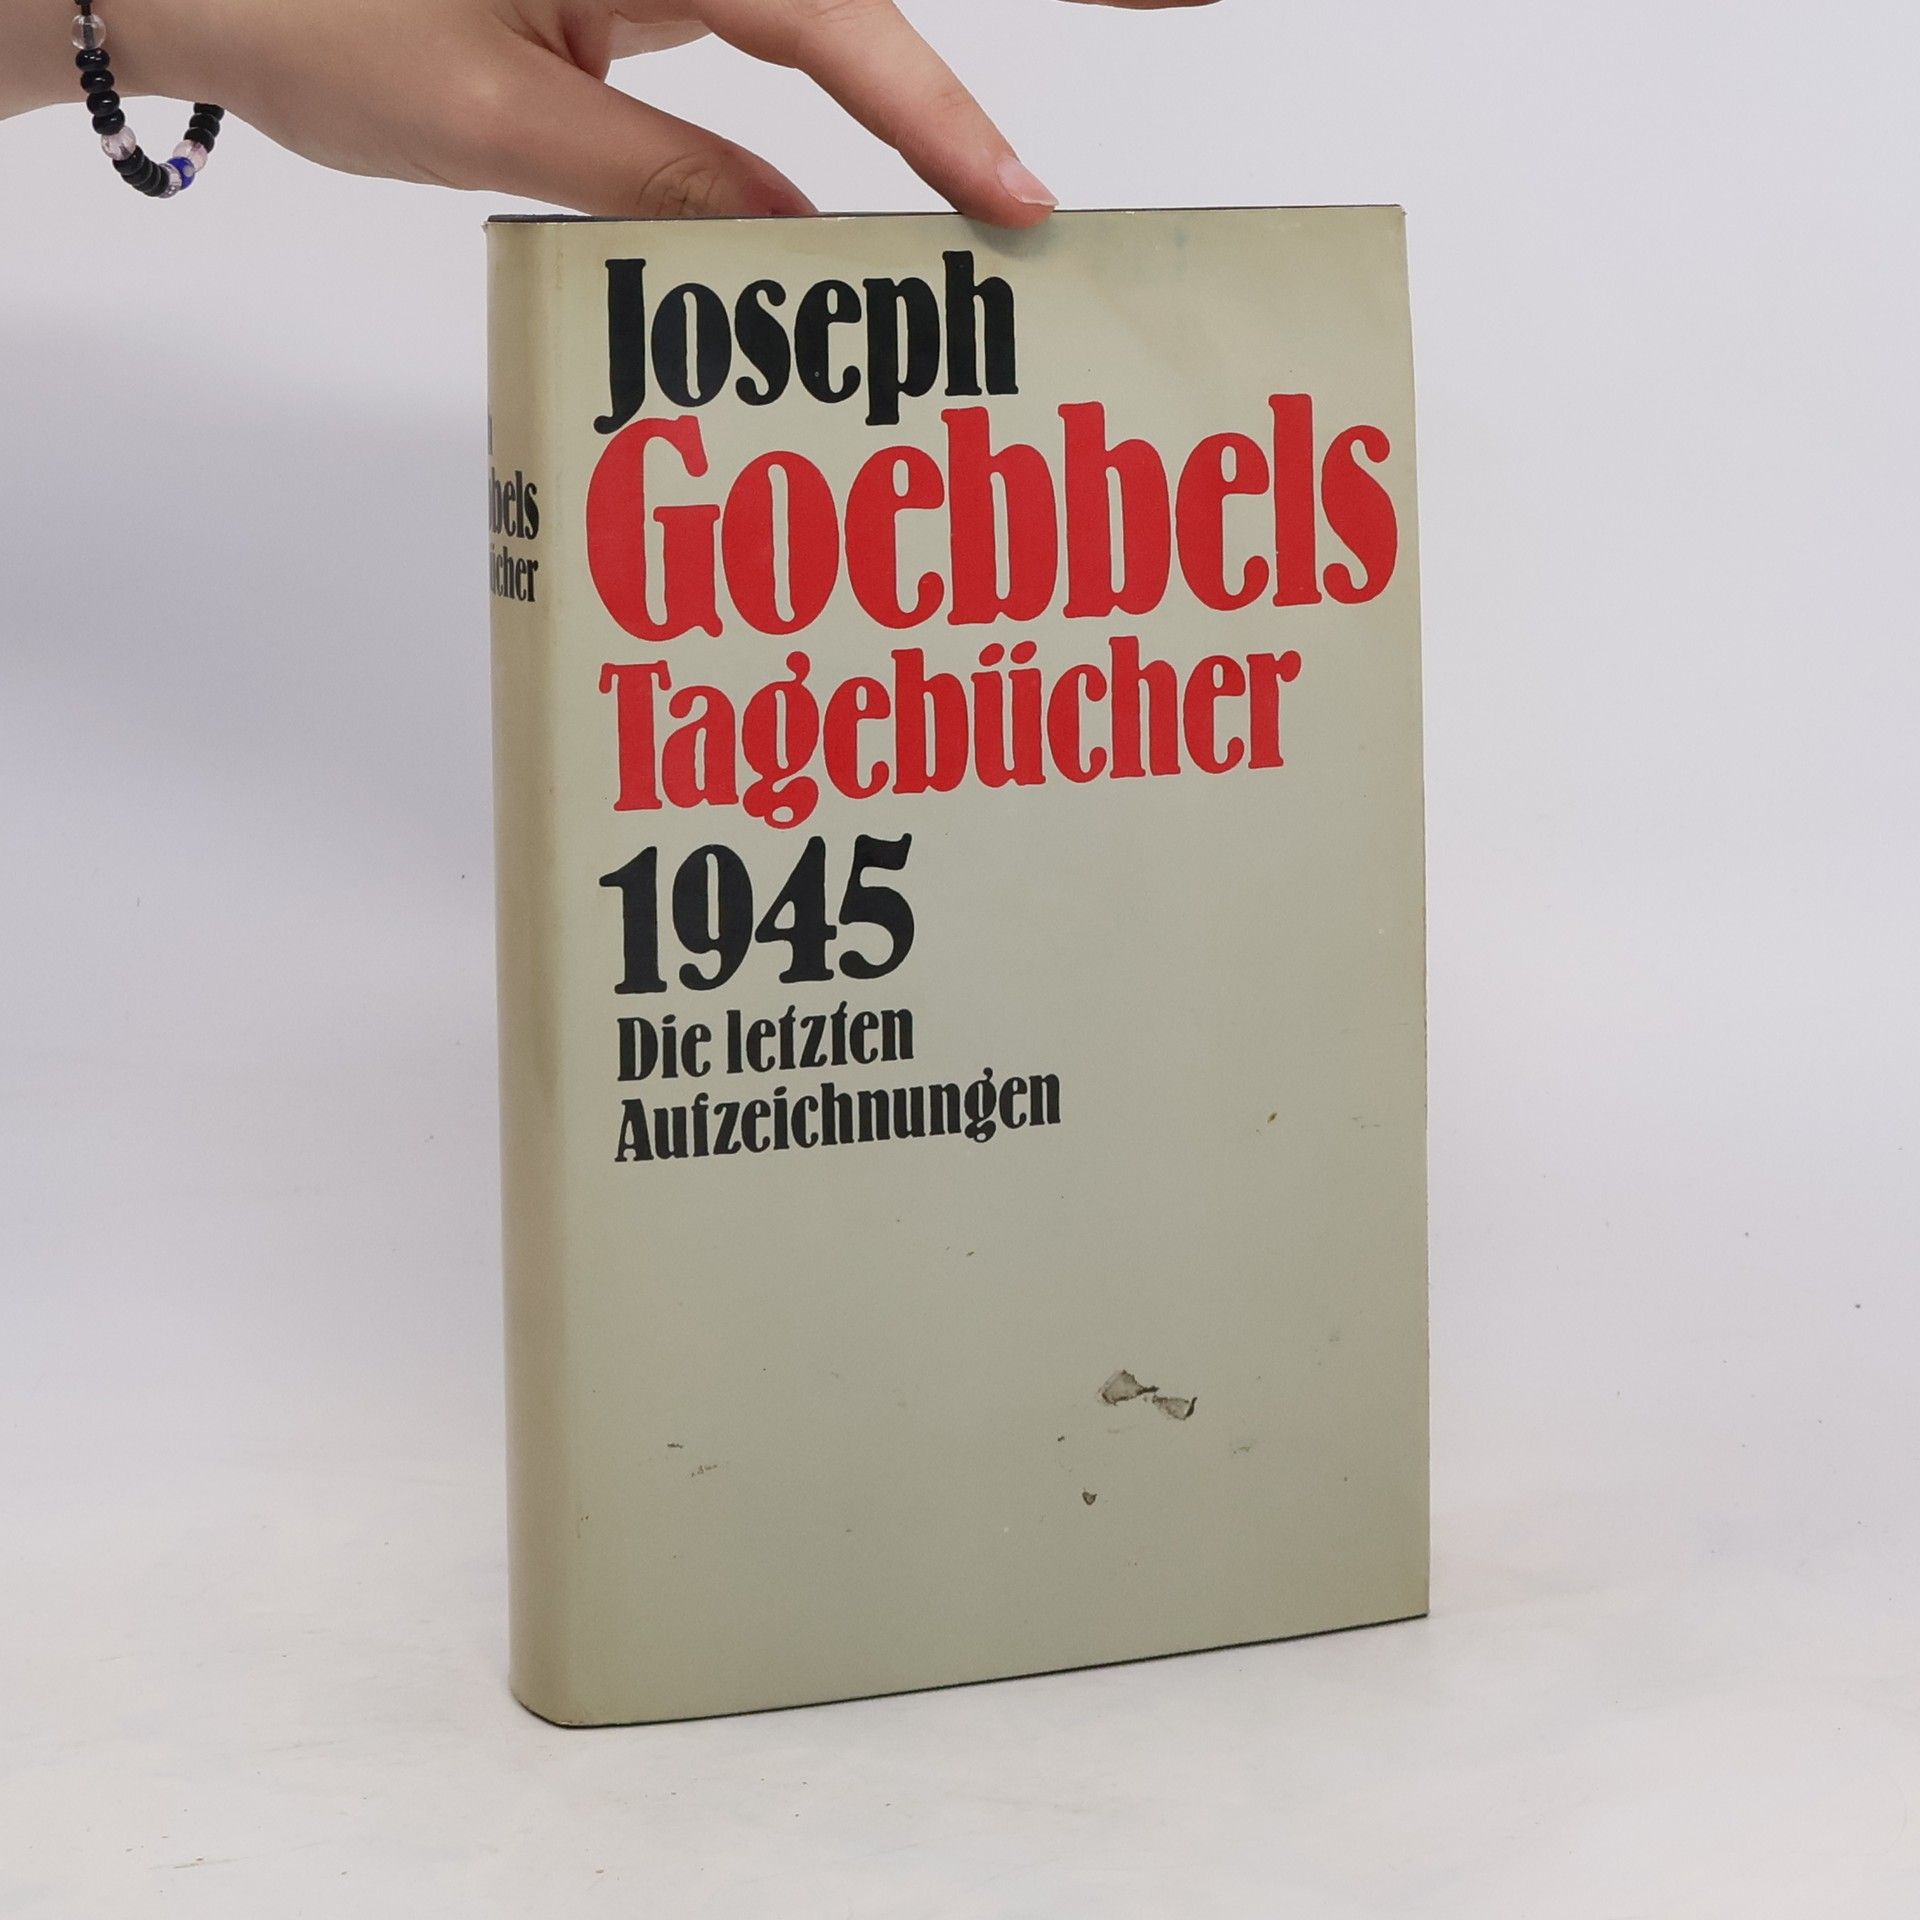 Joseph
Goebbels
Tagebücher
1945
Die letzten
Aufzeichnungen